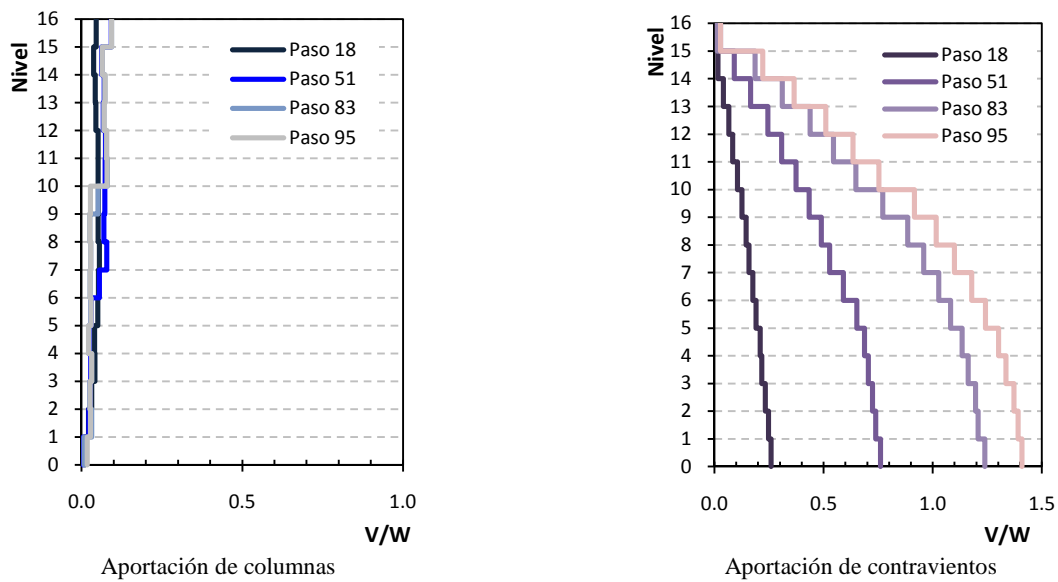 Nivel
16
15
14
13
12
11
10
9
8
7
6
5
4
3
2
1
0
Paso 18
Paso 51
Paso 83
Paso 95
0.0 0.5 1.0
V/W
Aportación de columnas
Nivel
16
15
14
13
12
11
10
9
8
7
6
5
4
3
2
1
0
Paso 18
Paso 51
Paso 83
Paso 95
0.0 0.5 1.0 1.5
V/W
Aportación de contravientos